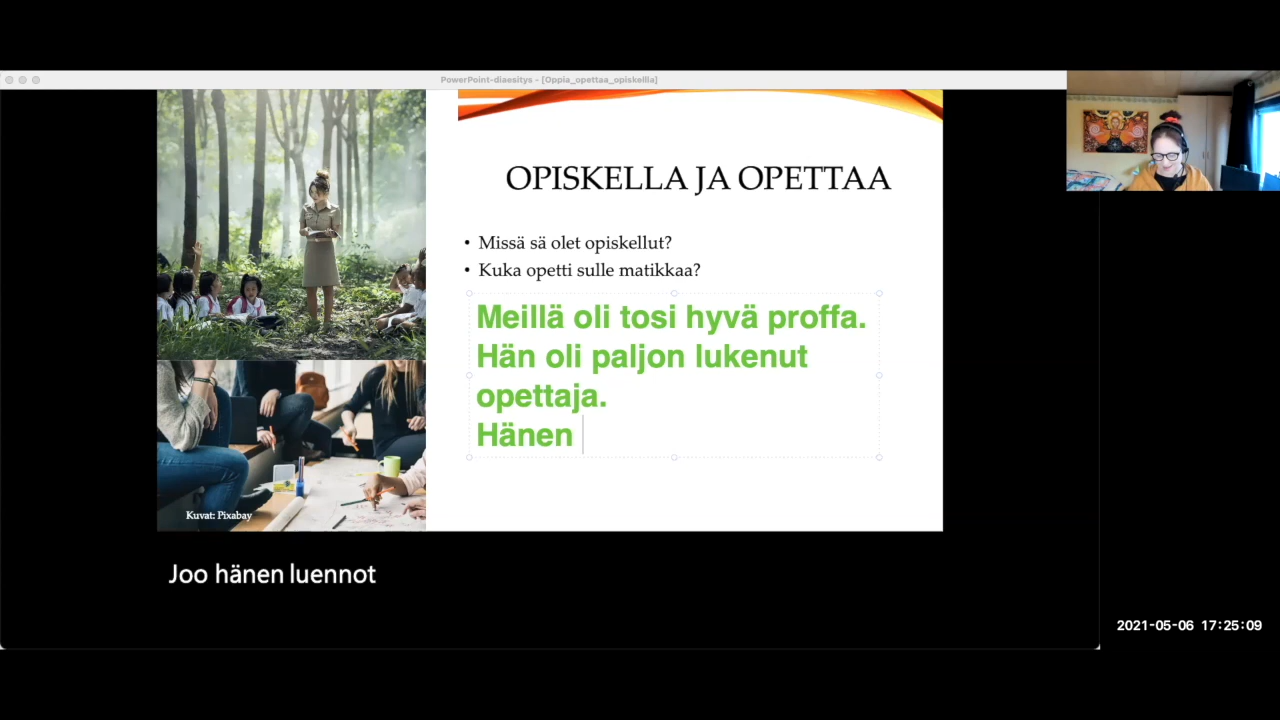 PowerPoint-diaesitys - [Oppia_opettaa_opiskella]
OPISKELLA JA OPETTAA
• Missä sä olet opiskellut?
• Kuka opetti sulle matikkaa?
Meillä oli tosi hyvä proffa.
Hän oli paljon lukenut
opettaja.
Hänen
Kuvat: Pixabay
Joo hänen luennot
2021-05-06 17:25:09